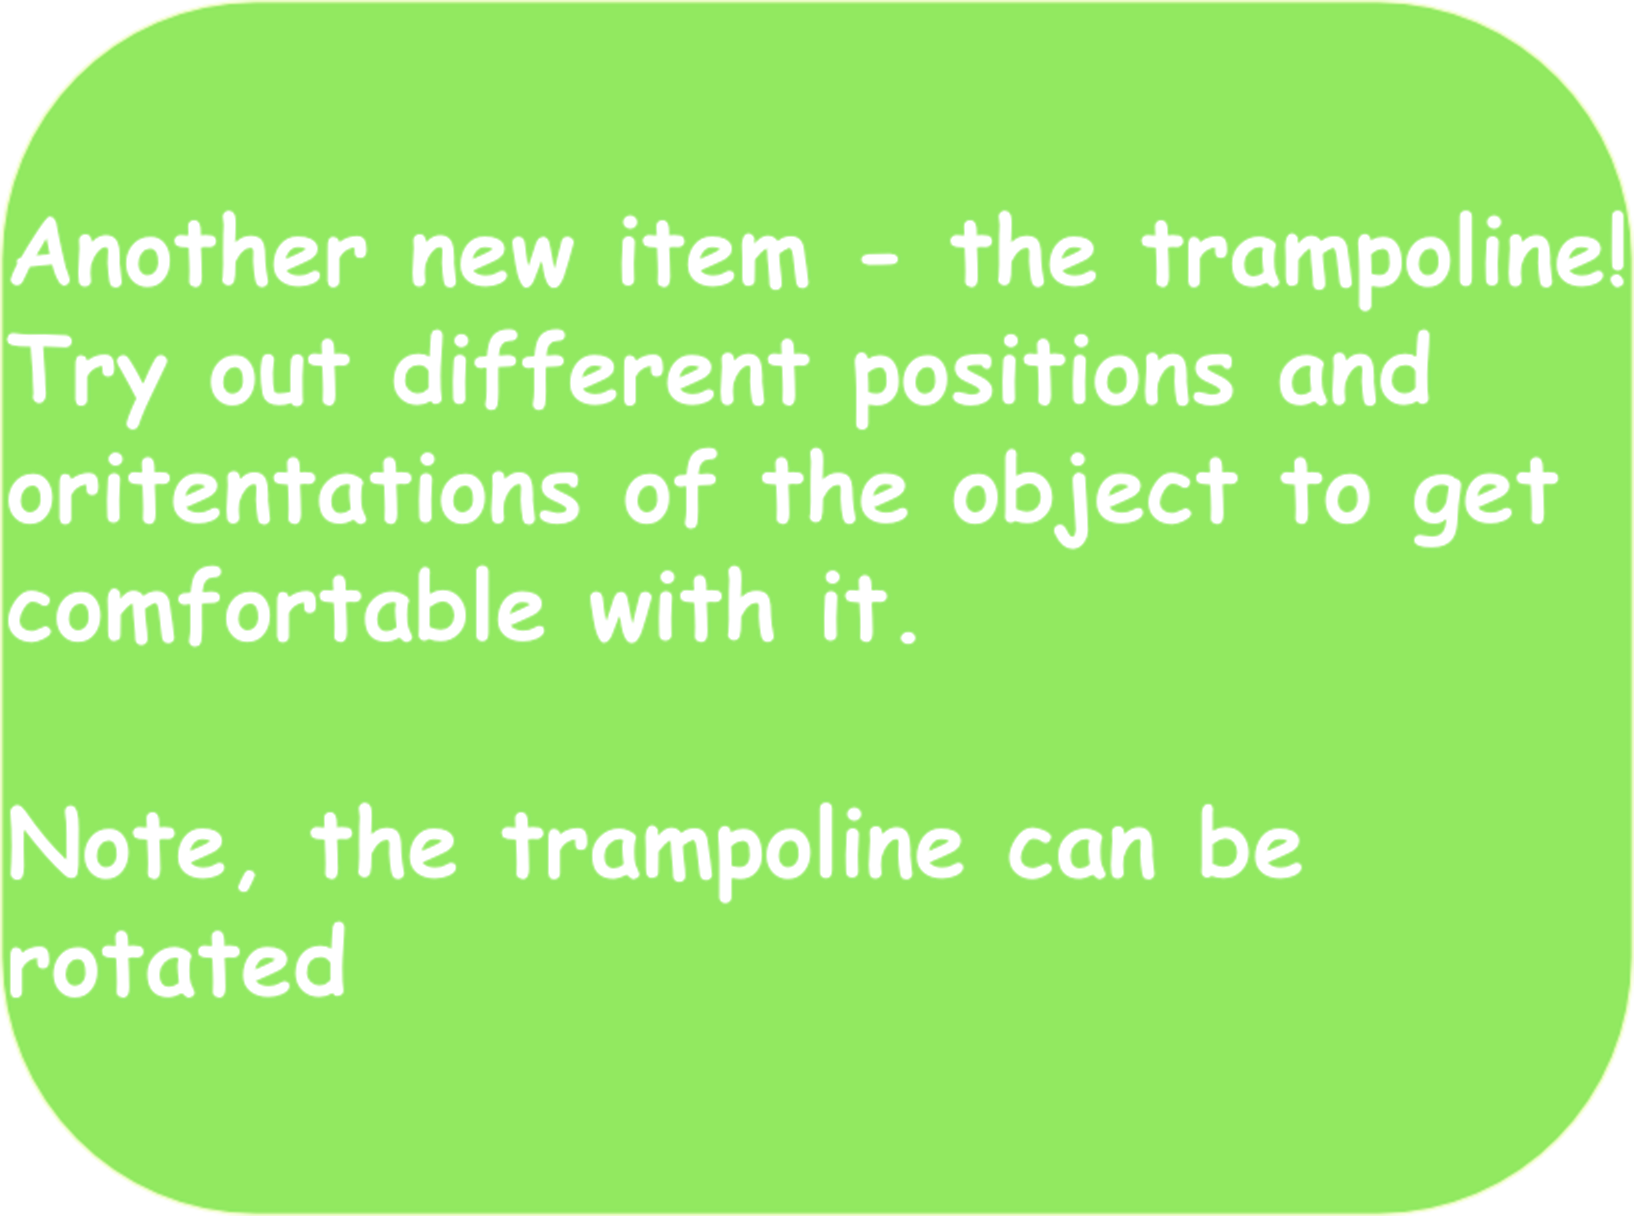 Another new item - the trampoline!
Try out different positions and
oritentations of the object to get
comfortable with it.
Note, the trampoline can be
rotated